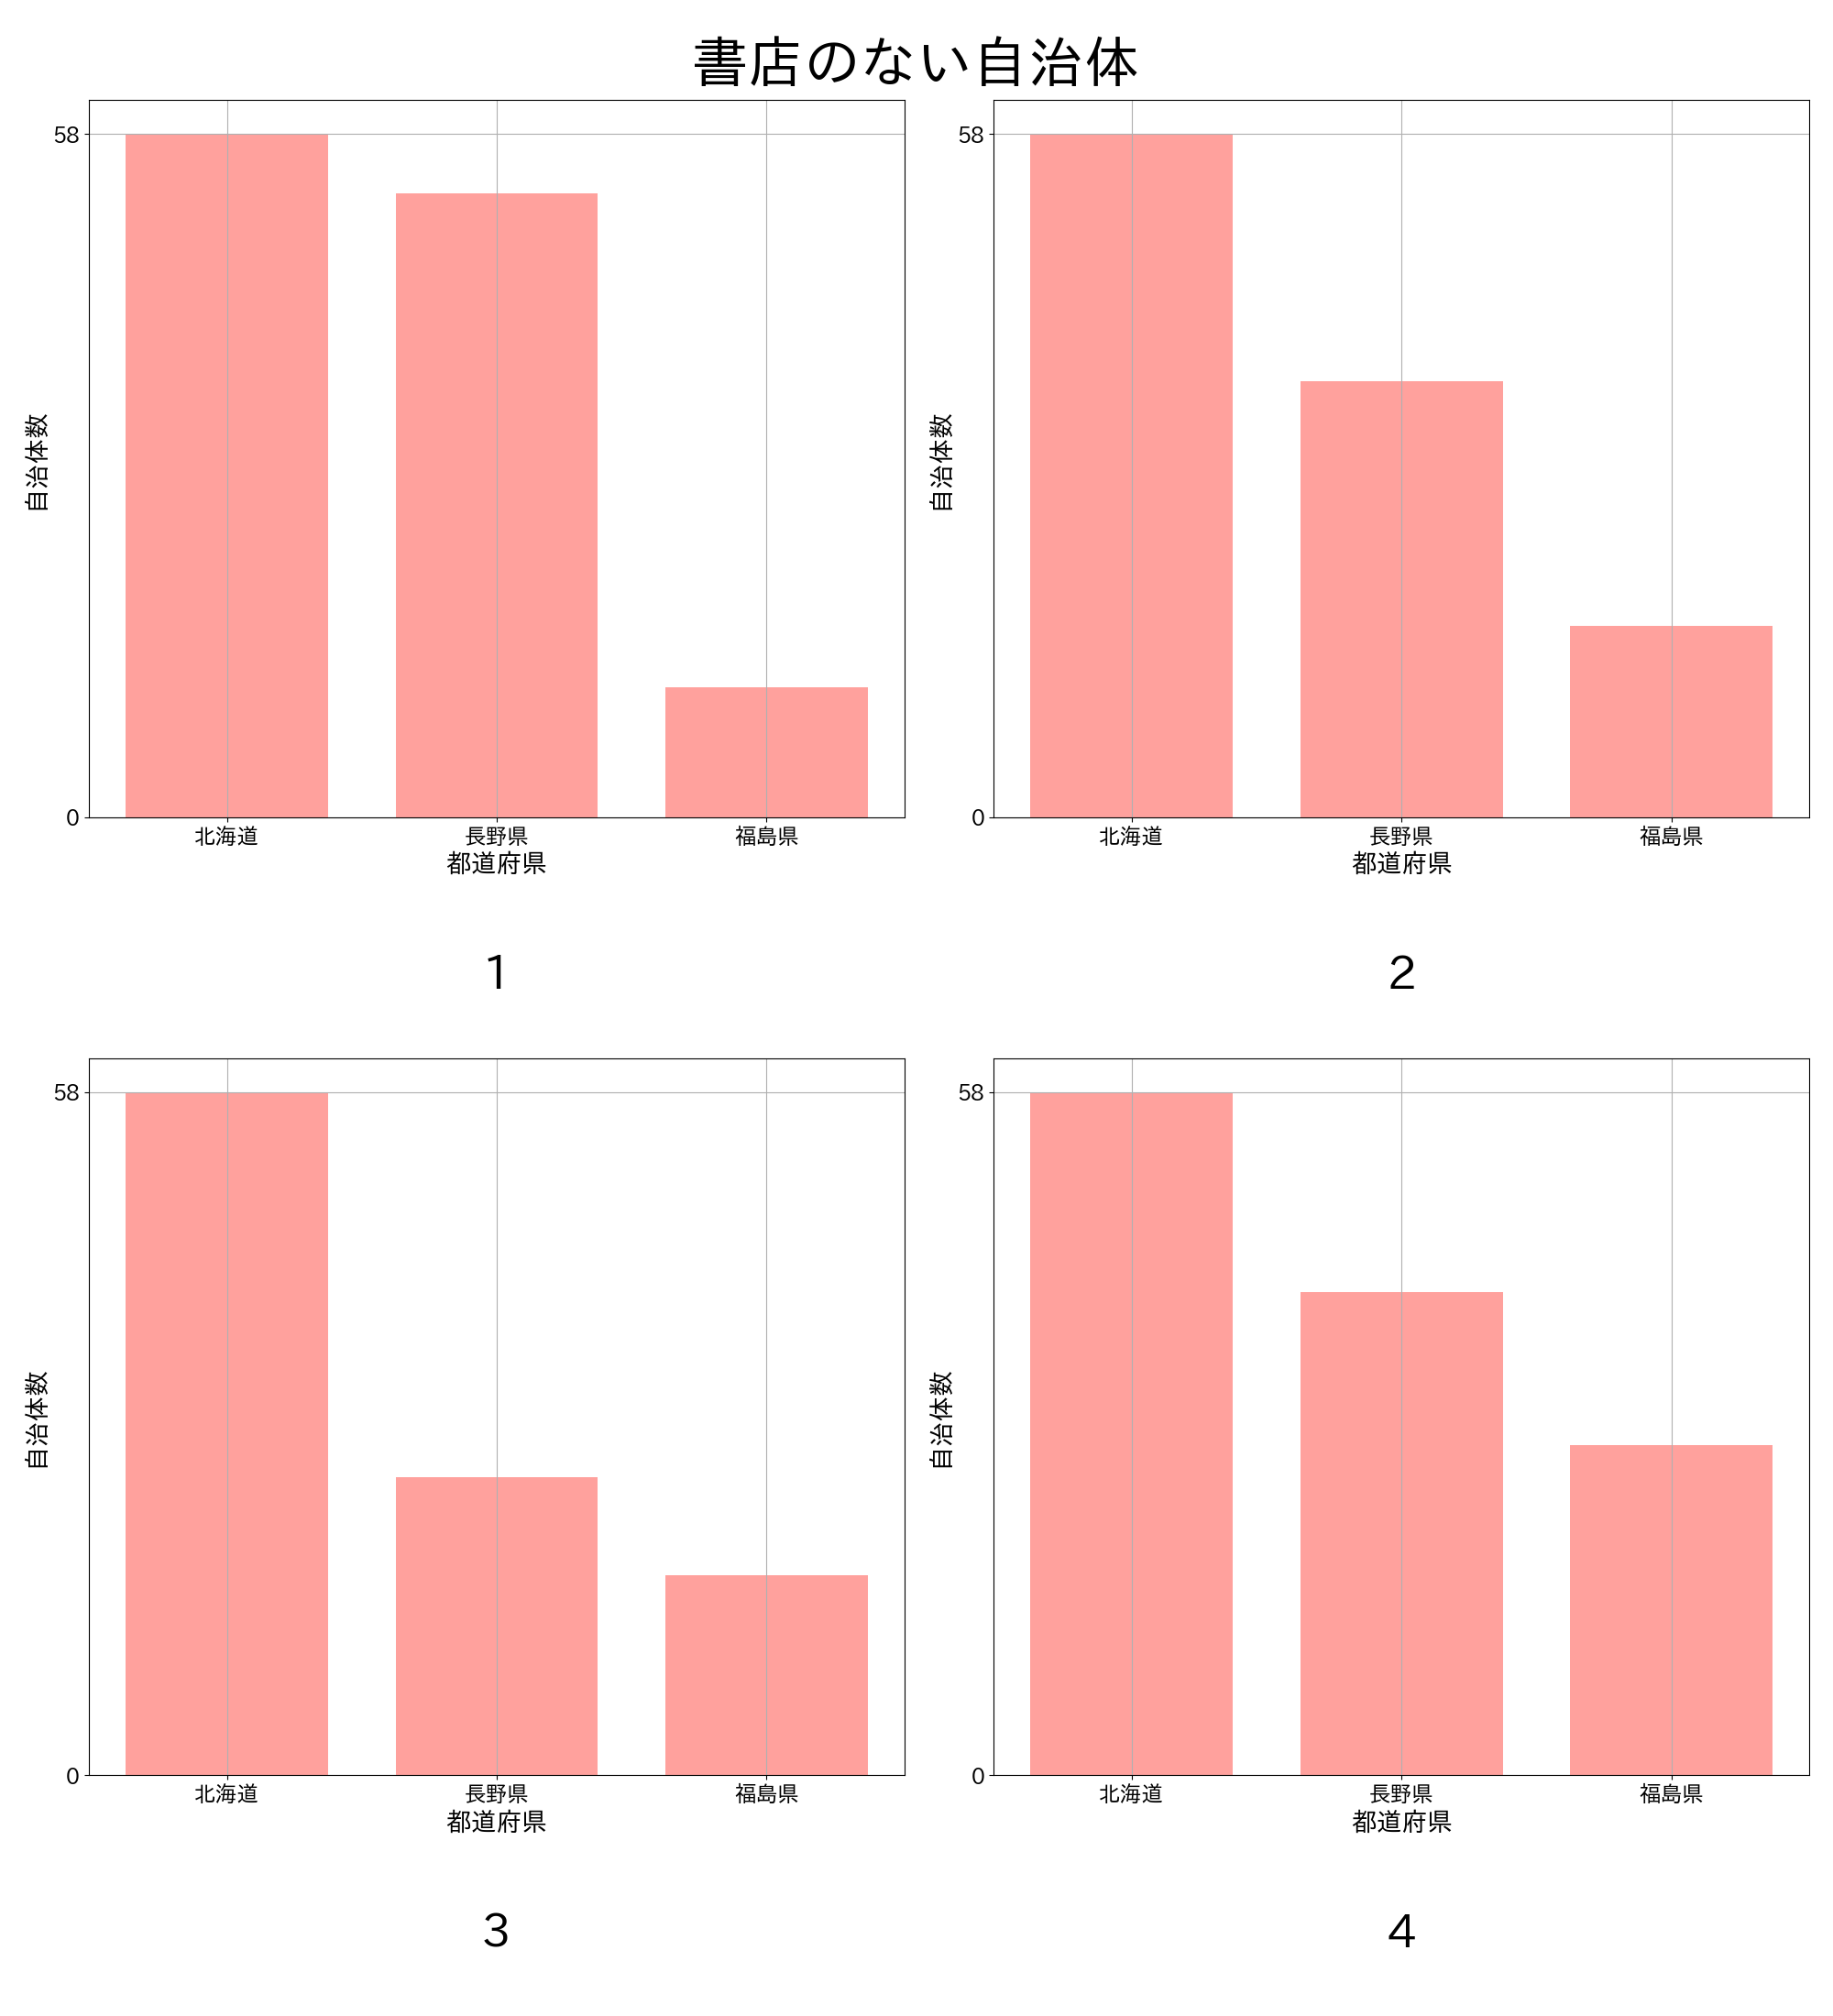 書店のない自治体
58
0
自治体数
北海道
長野県
福島県
都道府県
1
58
0
自治体数
北海道
長野県
福島県
都道府県
2
58
0
自治体数
北海道
長野県
福島県
都道府県
3
58
0
自治体数
北海道
長野県
福島県
都道府県
4